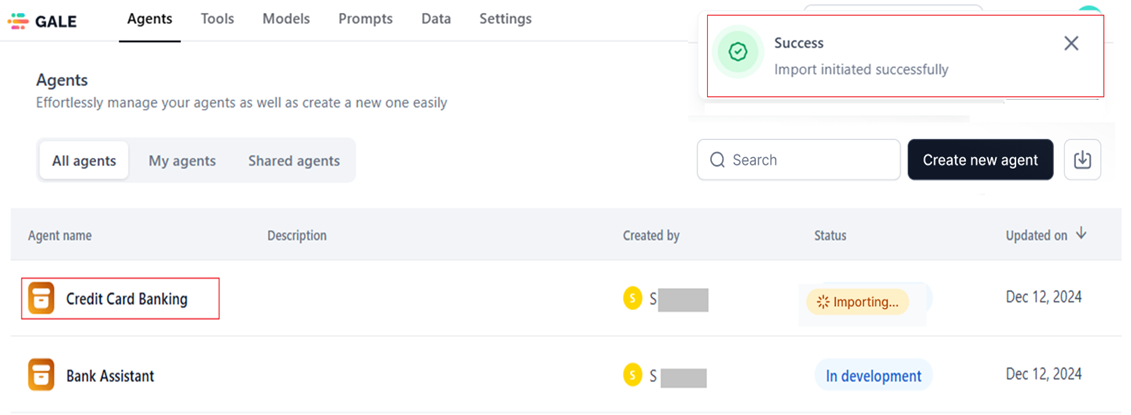 GALE Agents Tools Models Prompts Data Settings
Success
Import initiated successfully
Agents
Effortlessly manage your agents as well as create a new one easily
All agents My agents Shared agents Search Create new agent
Agent name Description Created by Status Updated on
Credit Card Banking S S Importing... Dec 12, 2024
Bank Assistant S S In development Dec 12, 2024